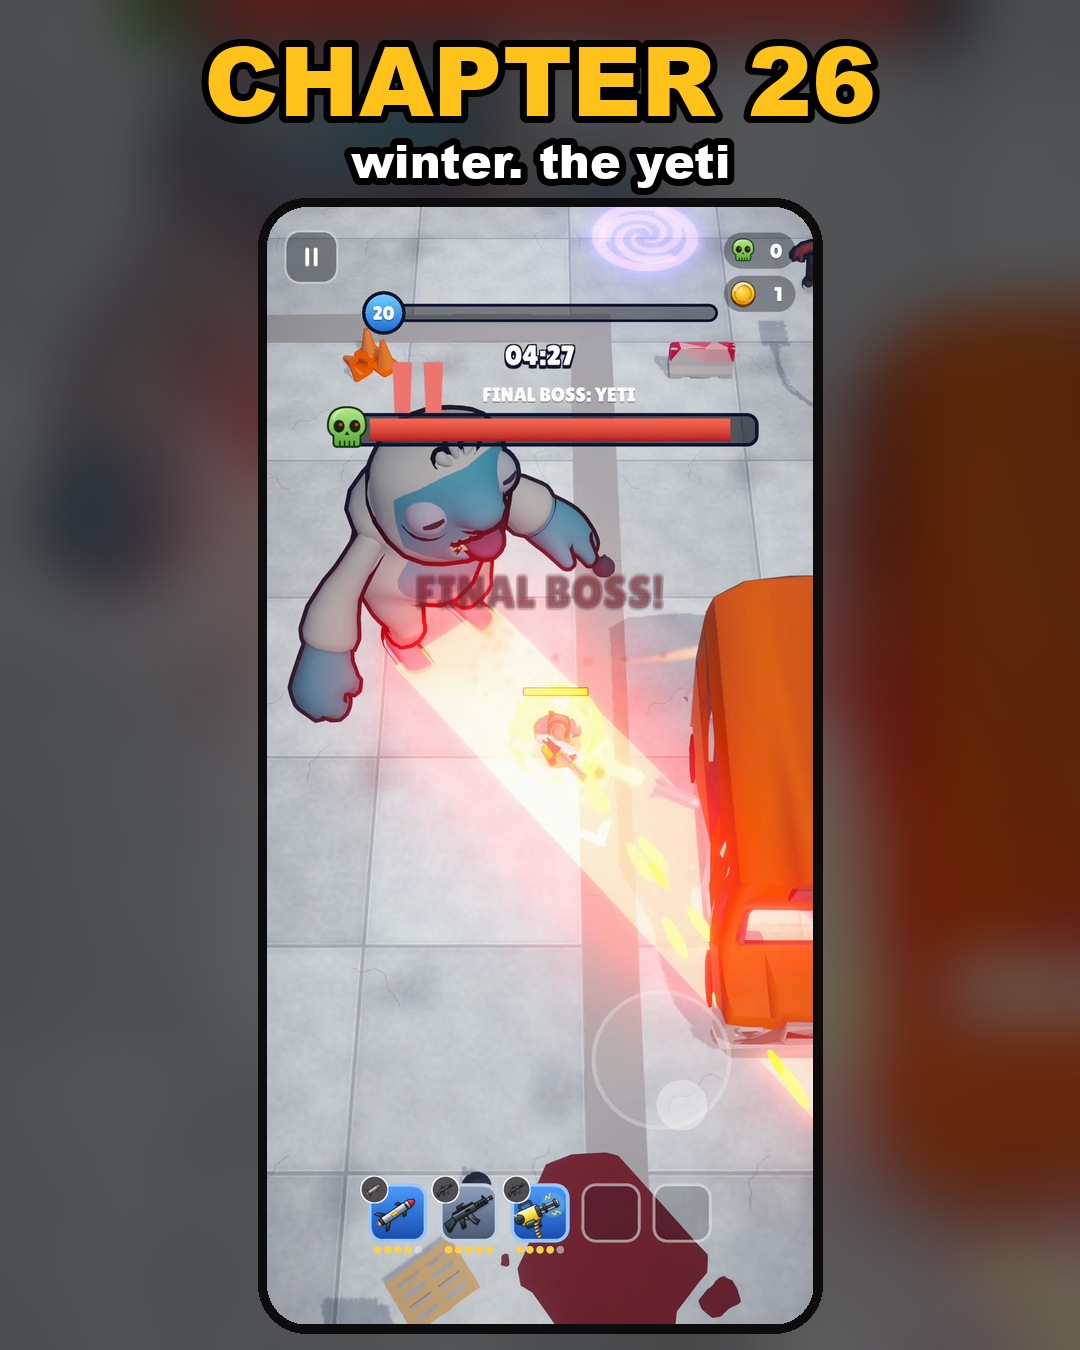 CHAPTER 26
winter. the yeti
0
1
20
04:27
FINAL BOSS: YETI
FINAL BOSS!